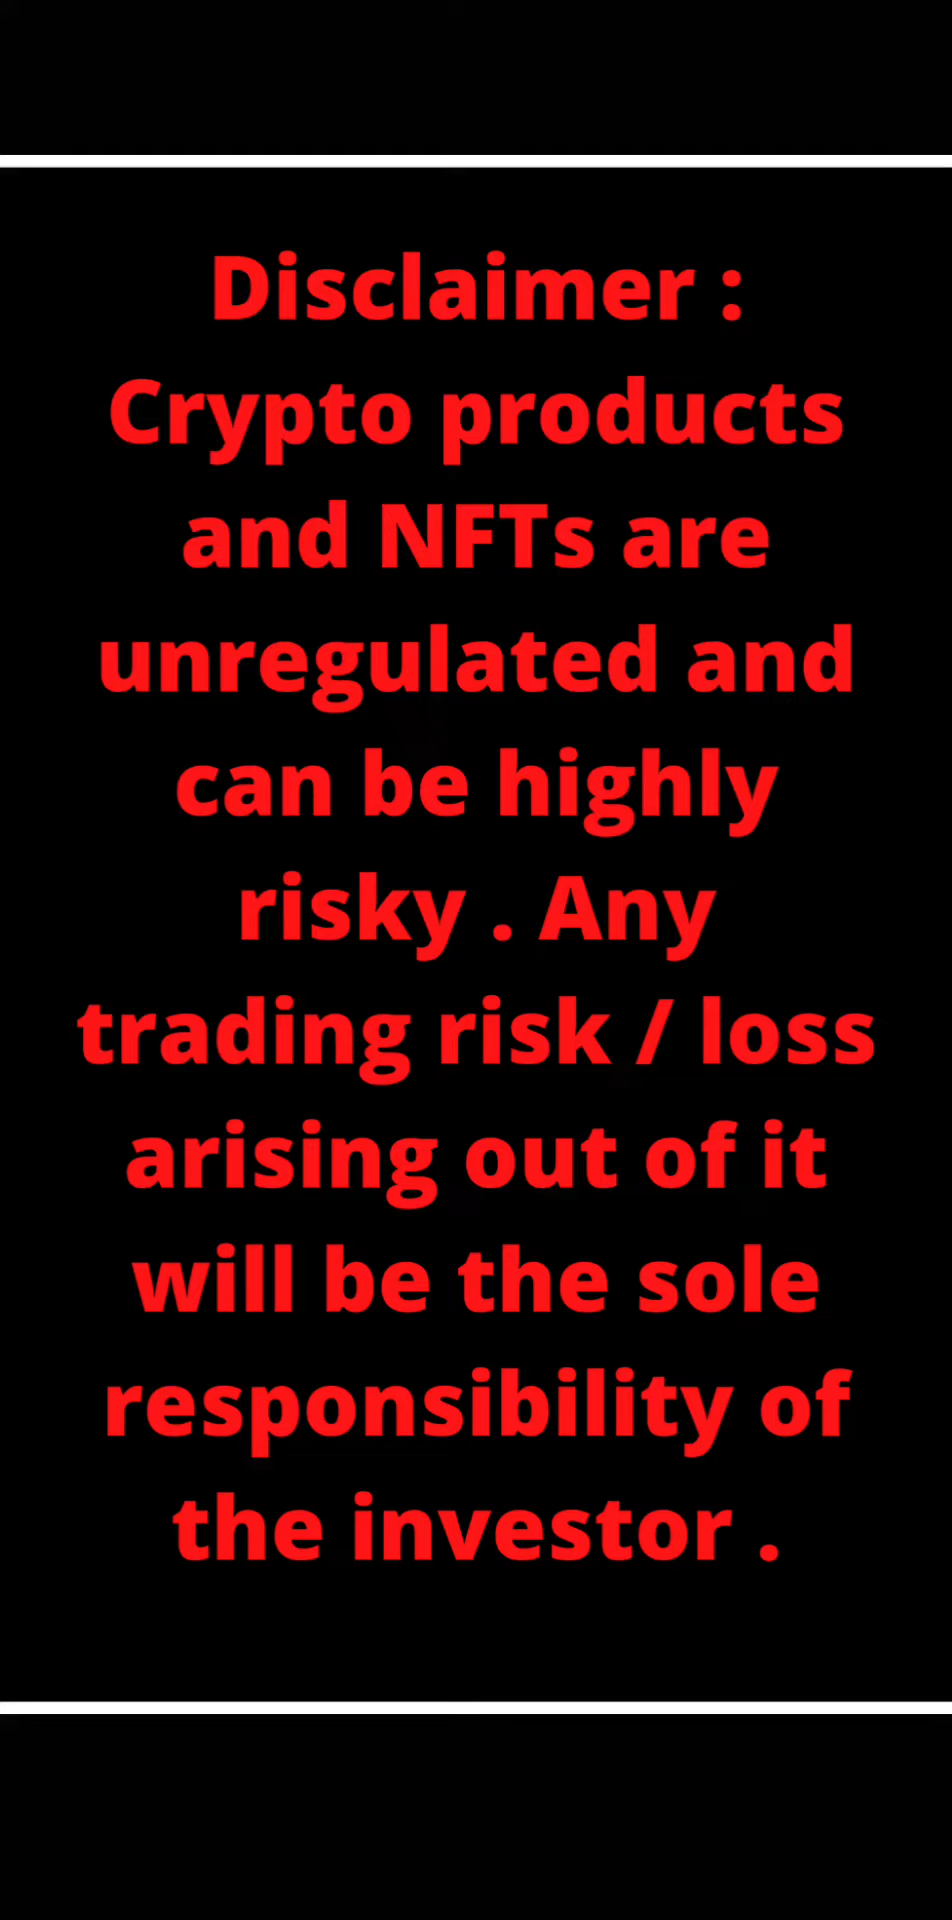 Disclaimer :
Crypto products
and NFTs are
unregulated and
can be highly
risky . Any
trading risk / loss
arising out of it
will be the sole
responsibility of
the investor .